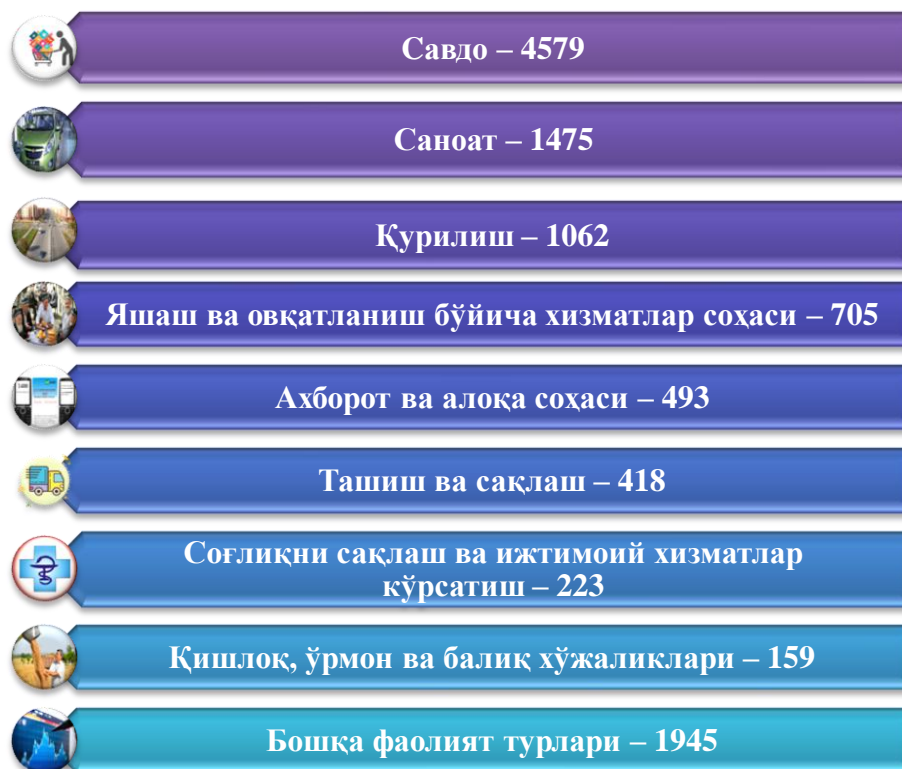 Савдо – 4579
Саноат – 1475
Қурилиш – 1062
Яшаш ва овқатланиш бўйича хизматлар соҳаси – 705
Ахборот ва алоқа соҳаси – 493
Ташиш ва сақлаш – 418
Соғлиқни сақлаш ва ижтимоий хизматлар
кўрсатиш – 223
Қишлоқ, ўрмон ва балиқ хўжаликлари – 159
Бошқа фаолият турлари – 1945